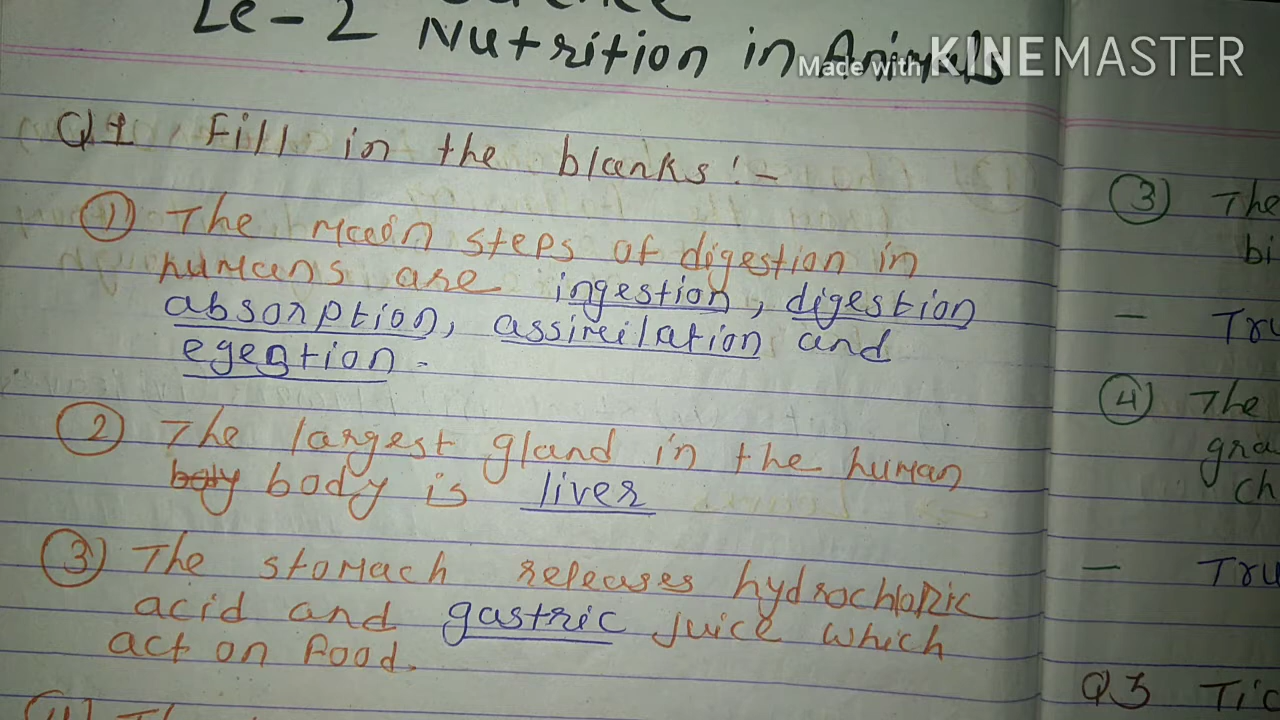 Science
Le-2 Nutrition in Animals
Made with KINEMASTER
Q1 Fill in the blanks:-
① The main steps of digestion in
humans are ingestion, digestion
absorption, assimilation and
egestion.
② The largest gland in the human
body is liver
③ The stomach releases hydrochloric
acid and gastric juice which
act on food.
③ The
bi
- Tru
④ The
gra
ch
- Tru
Q3 Tic